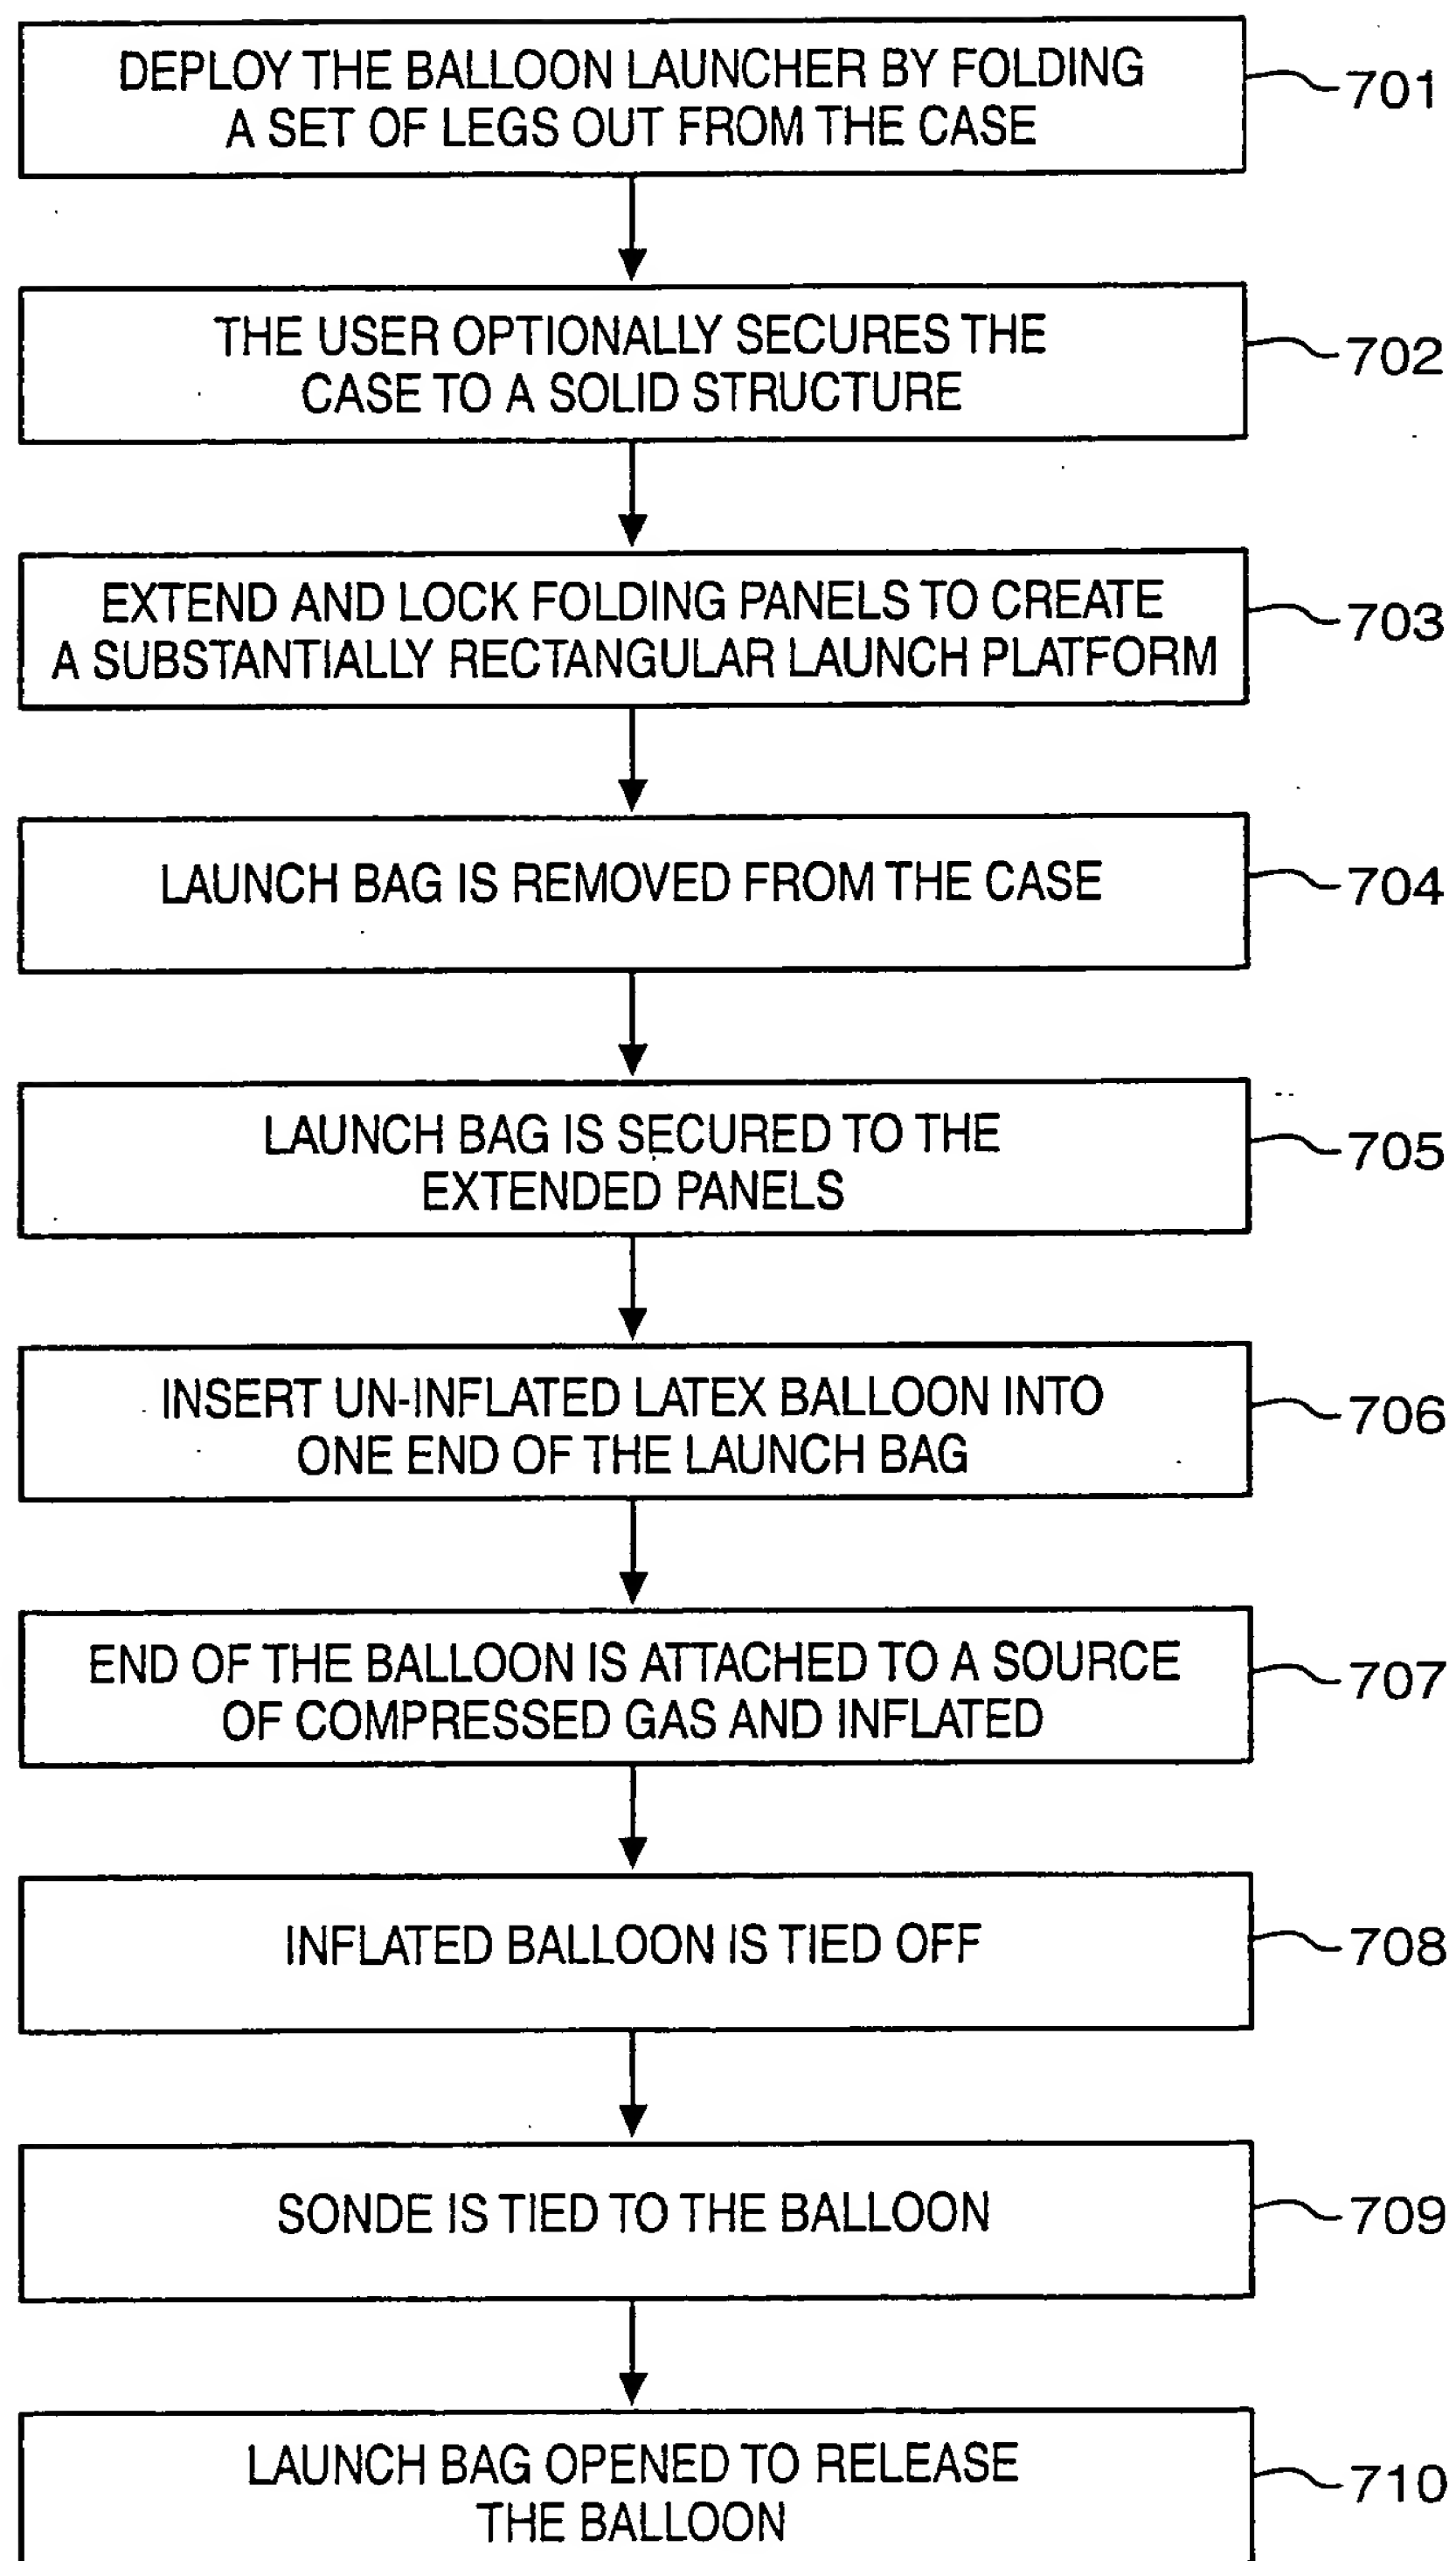 DEPLOY THE BALLOON LAUNCHER BY FOLDING
A SET OF LEGS OUT FROM THE CASE
701
THE USER OPTIONALLY SECURES THE
CASE TO A SOLID STRUCTURE
702
EXTEND AND LOCK FOLDING PANELS TO CREATE
A SUBSTANTIALLY RECTANGULAR LAUNCH PLATFORM
703
LAUNCH BAG IS REMOVED FROM THE CASE
704
LAUNCH BAG IS SECURED TO THE
EXTENDED PANELS
705
INSERT UN-INFLATED LATEX BALLOON INTO
ONE END OF THE LAUNCH BAG
706
END OF THE BALLOON IS ATTACHED TO A SOURCE
OF COMPRESSED GAS AND INFLATED
707
INFLATED BALLOON IS TIED OFF
708
SONDE IS TIED TO THE BALLOON
709
LAUNCH BAG OPENED TO RELEASE
THE BALLOON
710